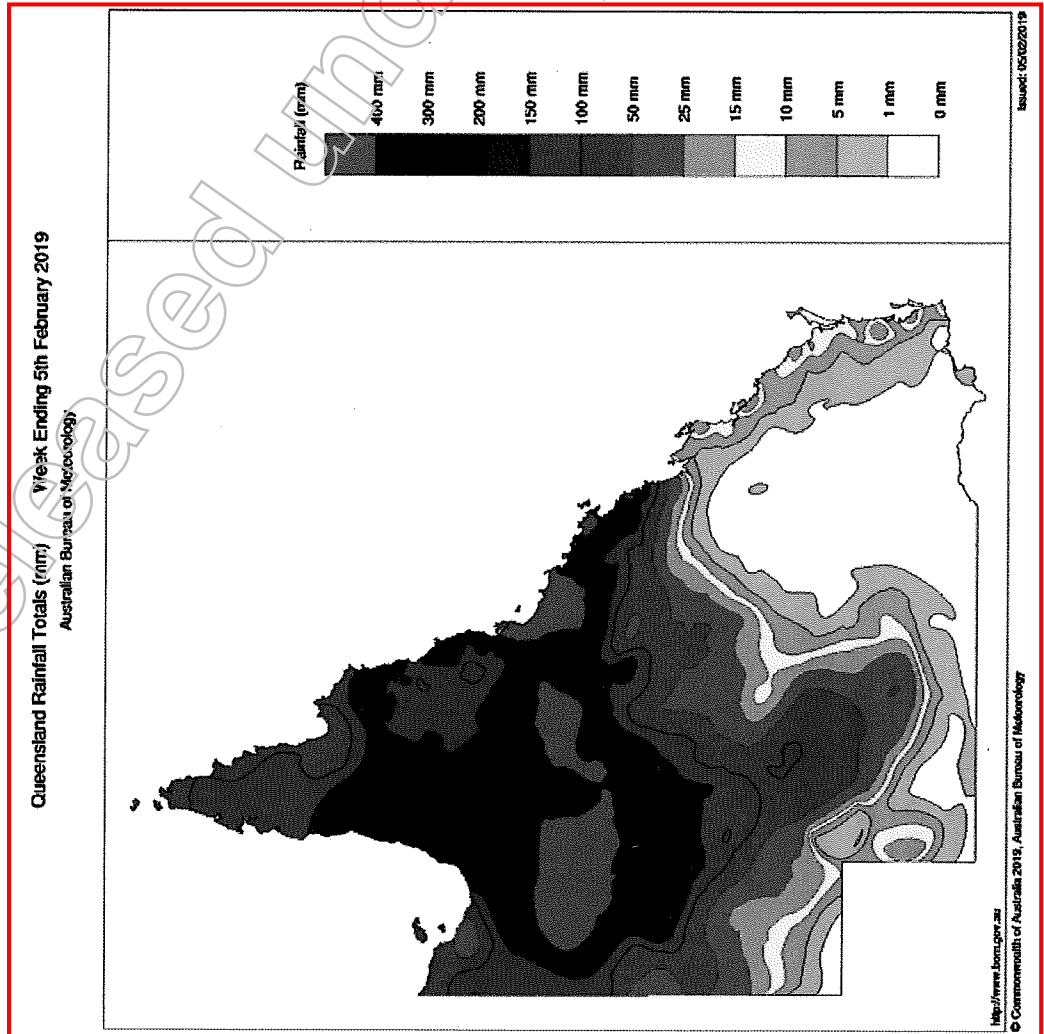 Queensland Rainfall Totals (mm) Week Ending 5th February 2019
Australian Bureau of Meteorology
Rainfall (mm)
400 mm
300 mm
200 mm
150 mm
100 mm
50 mm
25 mm
15 mm
10 mm
5 mm
1 mm
0 mm
http://www.bom.gov.au
© Commonwealth of Australia 2019, Australian Bureau of Meteorology
Issued: 05/02/2019
eleased und